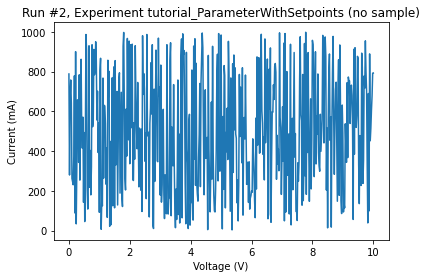 Run #2, Experiment tutorial_ParameterWithSetpoints (no sample)
1000
800
600
400
200
0
Current (mA)
0 2 4 6 8 10
Voltage (V)